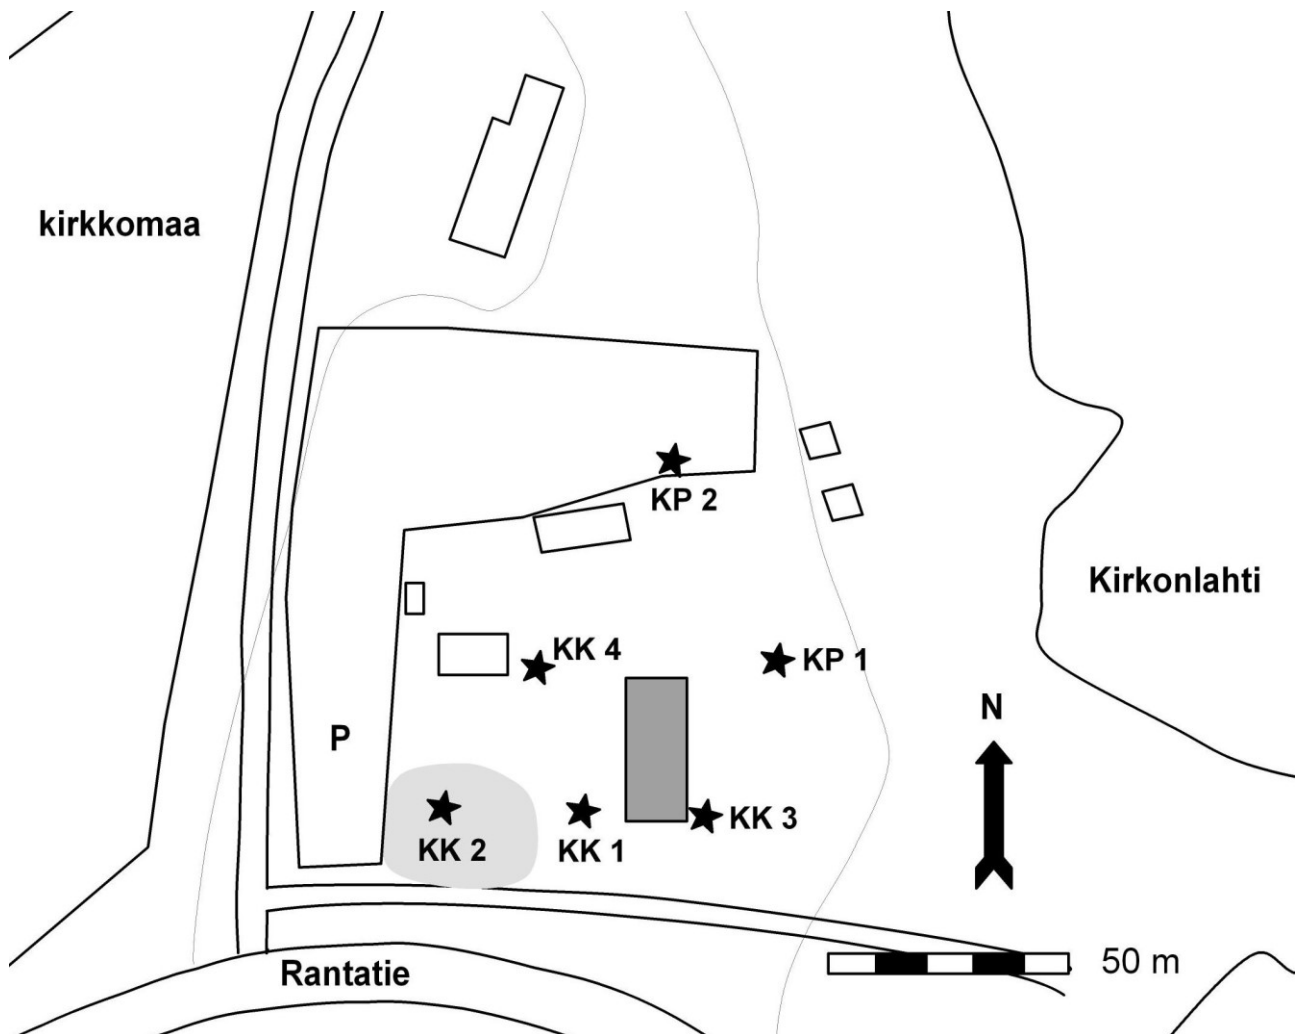 kirkkomaa
KP 2
Kirkonlahti
KK 4
KP 1
N
P
KK 3
KK 2
KK 1
50 m
Rantatie